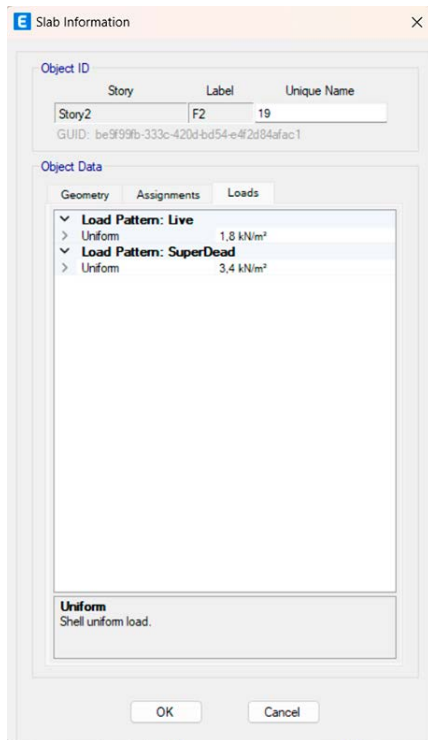 E Slab Information
Object ID
Story Label Unique Name
Story2 F2 19
GUID: be9f99fb-333c-420d-bd54-e4f2d84afac1
Object Data
Geometry Assignments Loads
Load Pattern: Live
Uniform 1,8 kN/m²
Load Pattern: SuperDead
Uniform 3,4 kN/m²
Uniform
Shell uniform load.
OK Cancel